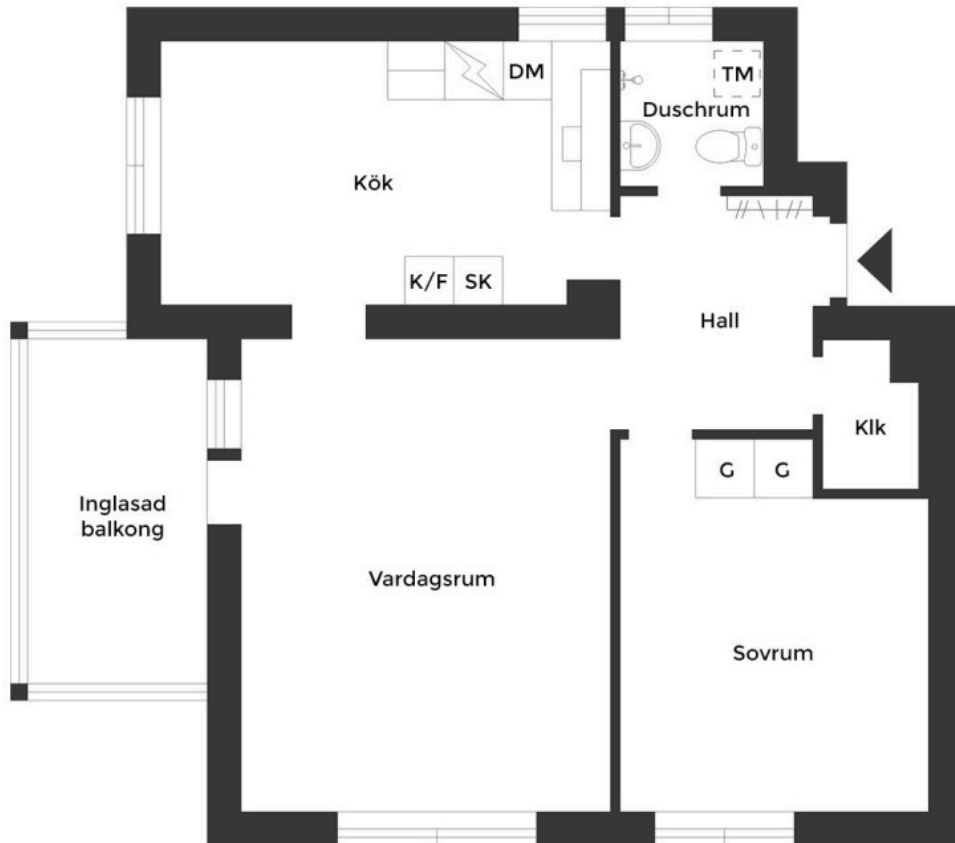 DM
TM
Duschrum
Kök
K/F
SK
Hall
Klk
G
G
Inglasad
balkong
Vardagsrum
Sovrum